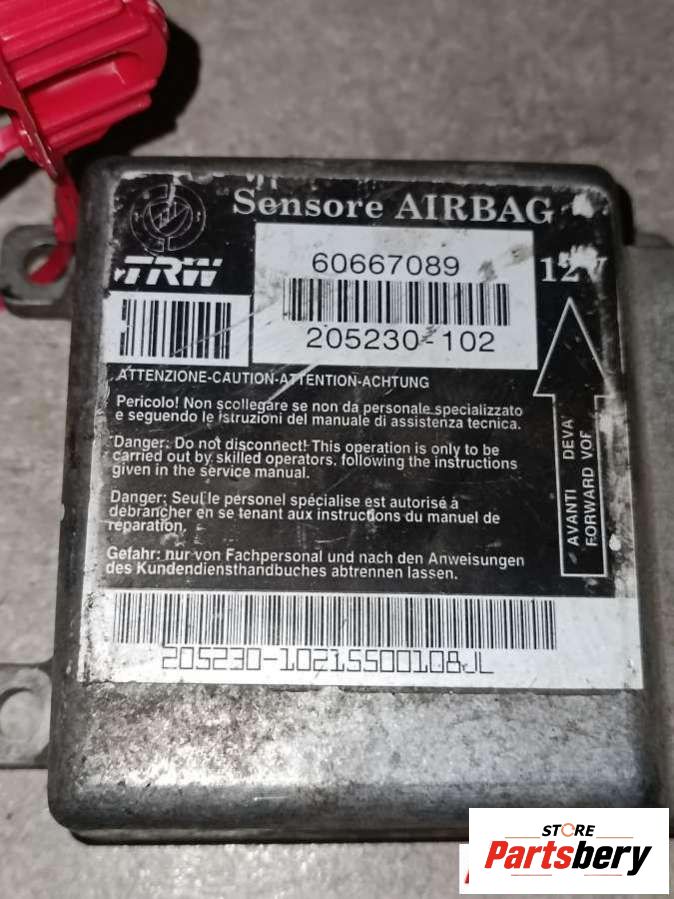 Sensore AIRBAG
TRW
60667089
12V
205230-102
ATTENZIONE-CAUTION-ATTENTION-ACHTUNG
Pericolo! Non scollegare se non da personale specializzato
e seguendo le istruzioni del manuale di assistenza tecnica.
Danger: Do not disconnect! This operation is only to be
carried out by skilled operators, following the instructions
given in the service manual.
Danger: Seul le personel spécialise est autorisé à
débrancher en se tenant aux instructions du manuel de
réparation.
Gefahr: nur von Fachpersonal und nach den Anweisungen
des Kundendiensthandbuches abtrennen lassen.
AVANTI DEVA
FORWARD VOR
205230-10215500108JL
STORE
Partsbery